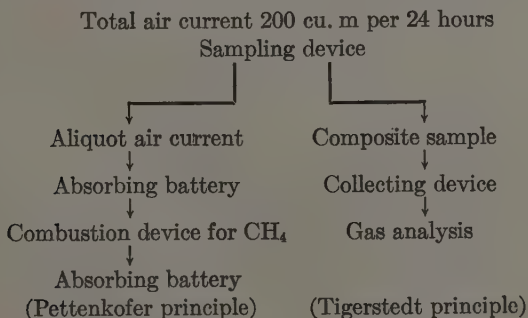 Total air current 200 cu. m per 24 hours
Sampling device
Aliquot air current
Composite sample
Absorbing battery
Collecting device
Combustion device for CH₄
Gas analysis
Absorbing battery
(Pettenkofer principle)
(Tigerstedt principle)